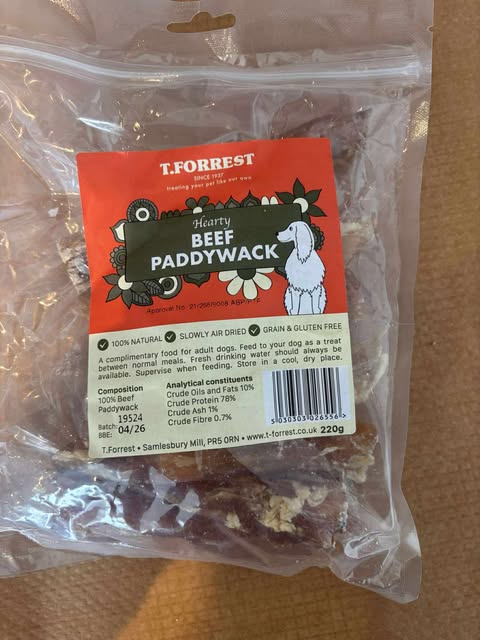 T.FORREST
SINCE 1937
treating your pet like our own
Hearty
BEEF
PADDYWACK
100% NATURAL SLOWLY AIR DRIED GRAIN & GLUTEN FREE
A complimentary food for adult dogs. Feed to your dog as a treat
between normal meals. Fresh drinking water should always be
available. Supervise when feeding. Store in a cool, dry place.
Composition
100% Beef
Paddywack
Batch: 19524
BBE: 04/26
Analytical constituents
Crude Oils and Fats 10%
Crude Protein 78%
Crude Ash 1%
Crude Fibre 0.7%
5 030303 026556 >
220g
T.Forrest • Samlesbury Mill, PR5 0RN • www.t-forrest.co.uk